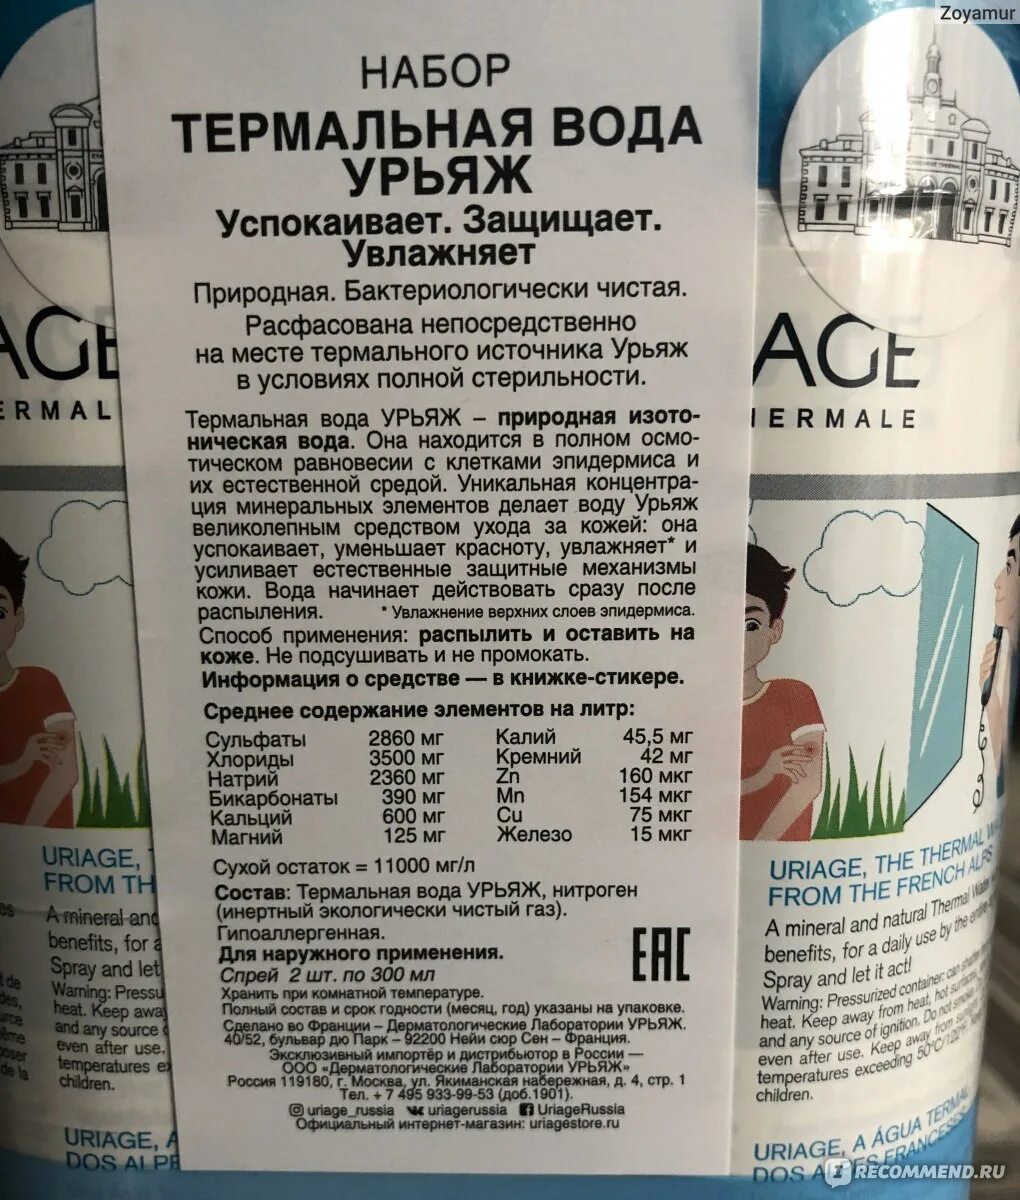 Zoyamur
НАБОР
ТЕРМАЛЬНАЯ ВОДА
УРЬЯЖ
Успокаивает. Защищает.
Увлажняет
Природная. Бактериологически чистая.
Расфасована непосредственно
на месте термального источника Урьяж
в условиях полной стерильности.
Термальная вода УРЬЯЖ – природная изото-
ническая вода. Она находится в полном осмо-
тическом равновесии с клетками эпидермиса и
их естественной средой. Уникальная концентра-
ция минеральных элементов делает воду Урьяж
великолепным средством ухода за кожей: она
успокаивает, уменьшает красноту, увлажняет* и
усиливает естественные защитные механизмы
кожи. Вода начинает действовать сразу после
распыления. * Увлажнение верхних слоев эпидермиса.
Способ применения: распылить и оставить на
коже. Не подсушивать и не промокать.
Информация о средстве — в книжке-стикере.
Среднее содержание элементов на литр:
Сульфаты 2860 мг Калий 45,5 мг
Хлориды 3500 мг Кремний 42 мг
Натрий 2360 мг Zn 160 мкг
Бикарбонаты 390 мг Mn 154 мкг
Кальций 600 мг Cu 75 мкг
Магний 125 мг Железо 15 мкг
Сухой остаток = 11000 мг/л
Состав: Термальная вода УРЬЯЖ, нитроген
(инертный экологически чистый газ).
Гипоаллергенная.
Для наружного применения.
Спрей 2 шт. по 300 мл
EAC
Хранить при комнатной температуре.
Полный состав и срок годности (месяц, год) указаны на упаковке.
Сделано во Франции – Дерматологические Лаборатории УРЬЯЖ.
40/52, бульвар дю Парк – 92200 Нейи сюр Сен – Франция.
Эксклюзивный импортёр и дистрибьютор в России —
ООО «Дерматологические Лаборатории УРЬЯЖ»
Россия 119180, г. Москва, ул. Якиманская набережная, д. 4, стр. 1
Тел. + 7 495 933-99-53 (доб.1901).
uriage_russia uriagerussia UriageRussia
Официальный интернет-магазин: uriagestore.ru
AGE
ERMAL
URIAGE,
FROM TH
A mineral and
benefits, for a
Spray and let
Warning: Pressu
heat. Keep away
and any source
even after use.
temperatures
children.
URIAGE, A
DOS ALPE
AGE
HERMALE
URIAGE, THE THERMAL
FROM THE FRENCH ALPS
A mineral and natural Thermal Water
benefits, for a daily use by the entire
Spray and let it act!
Warning: Pressurized container: can
heat. Keep away from heat, hot surfaces,
and any source of ignition. Do not smoke
even after use. Keep away from
temperatures exceeding 50°C/122°F.
children.
URIAGE, A ÁGUA TERMAL
DOS ALPES FRANCESES
IRECOMMEND.RU